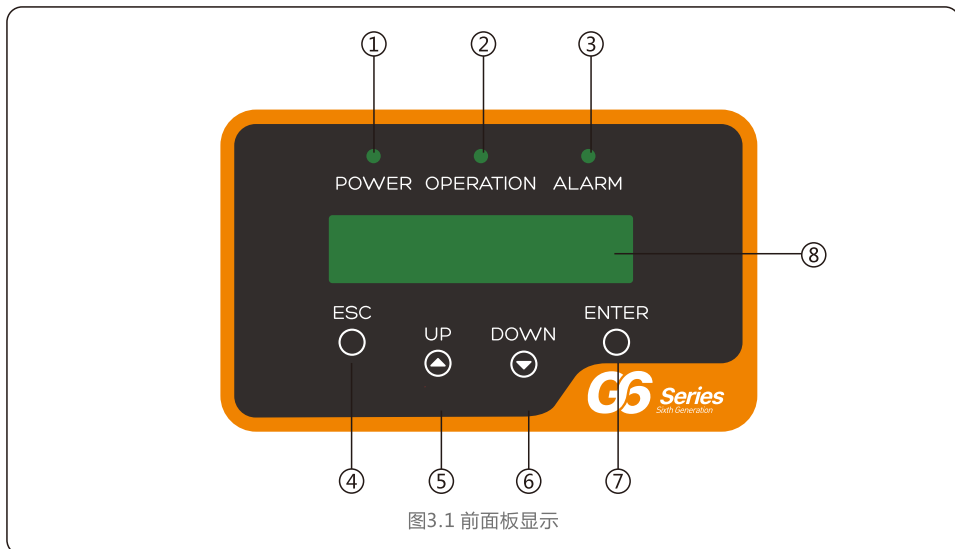 ① ② ③
POWER OPERATION ALARM
⑧
ESC UP DOWN ENTER
G6 Series
Sixth Generation
④ ⑤ ⑥ ⑦
图3.1 前面板显示